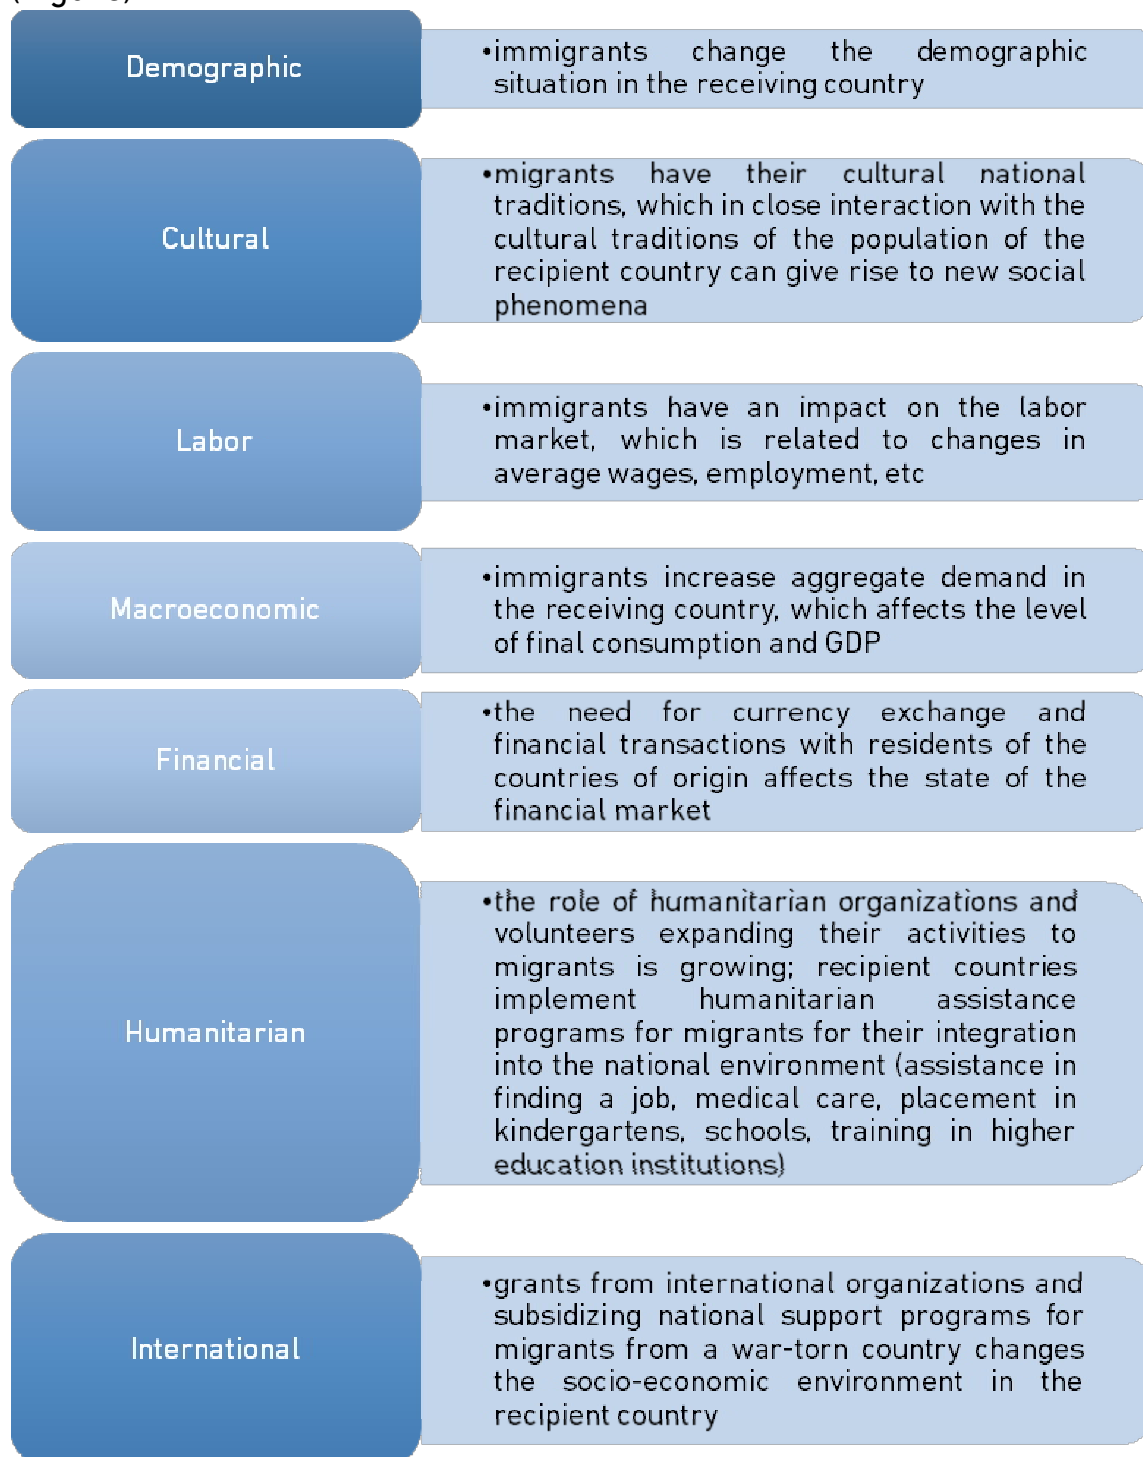 Demographic
•immigrants change the demographic
situation in the receiving country
Cultural
•migrants have their cultural national
traditions, which in close interaction with the
cultural traditions of the population of the
recipient country can give rise to new social
phenomena
Labor
•immigrants have an impact on the labor
market, which is related to changes in
average wages, employment, etc
Macroeconomic
•immigrants increase aggregate demand in
the receiving country, which affects the level
of final consumption and GDP
Financial
•the need for currency exchange and
financial transactions with residents of the
countries of origin affects the state of the
financial market
Humanitarian
•the role of humanitarian organizations and
volunteers expanding their activities to
migrants is growing; recipient countries
implement humanitarian assistance
programs for migrants for their integration
into the national environment (assistance in
finding a job, medical care, placement in
kindergartens, schools, training in higher
education institutions)
International
•grants from international organizations and
subsidizing national support programs for
migrants from a war-torn country changes
the socio-economic environment in the
recipient country